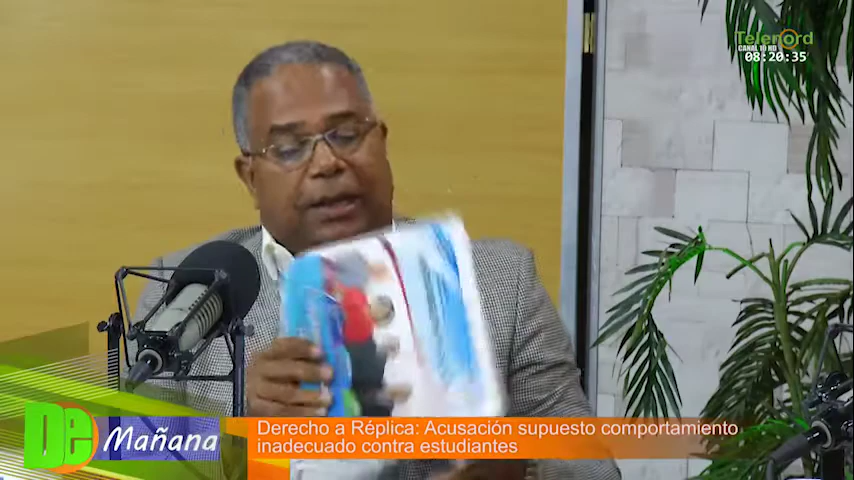 Telenord
CANAL 10 HD
08:20:35
De Mañana
Derecho a Réplica: Acusación supuesto comportamiento
inadecuado contra estudiantes